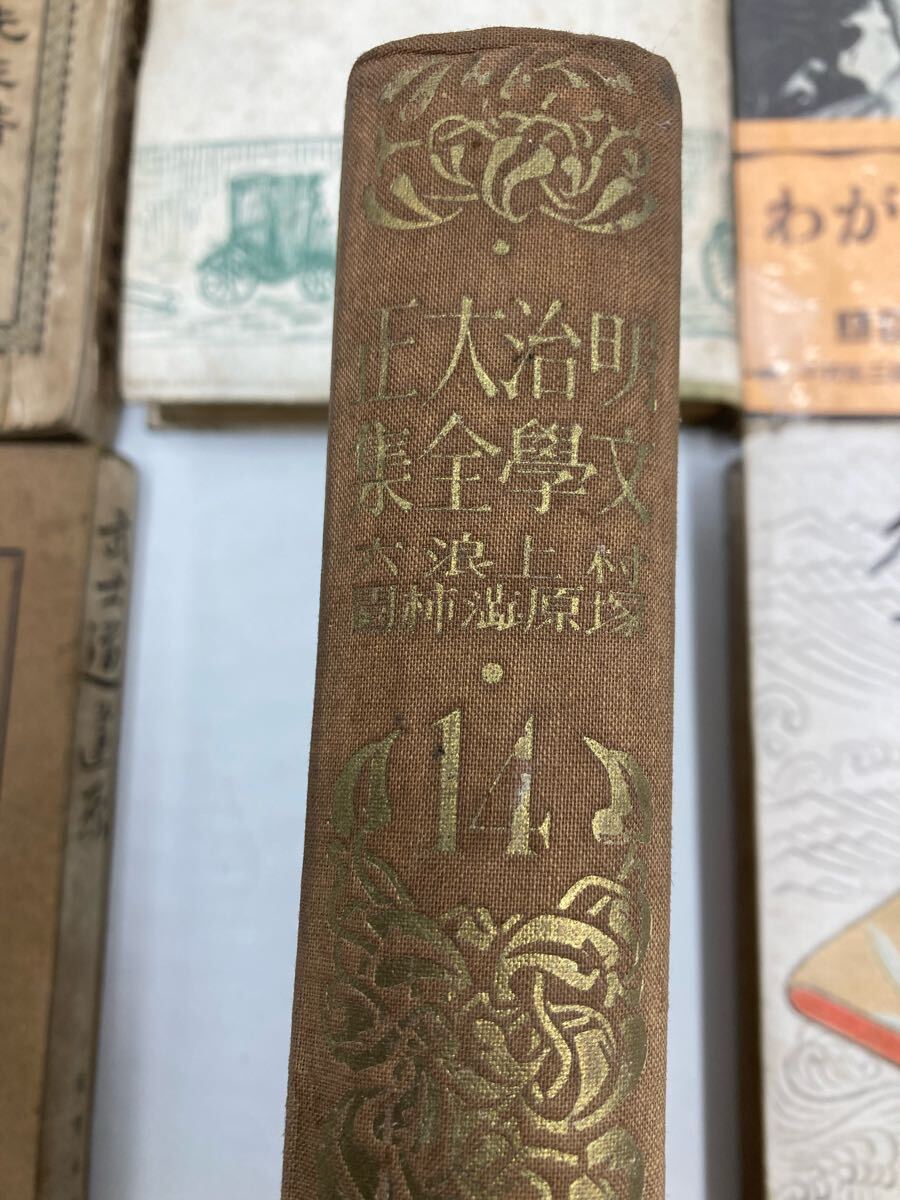 明治大正
文學全集
村上浪六
塚原澁柿園
14
わが